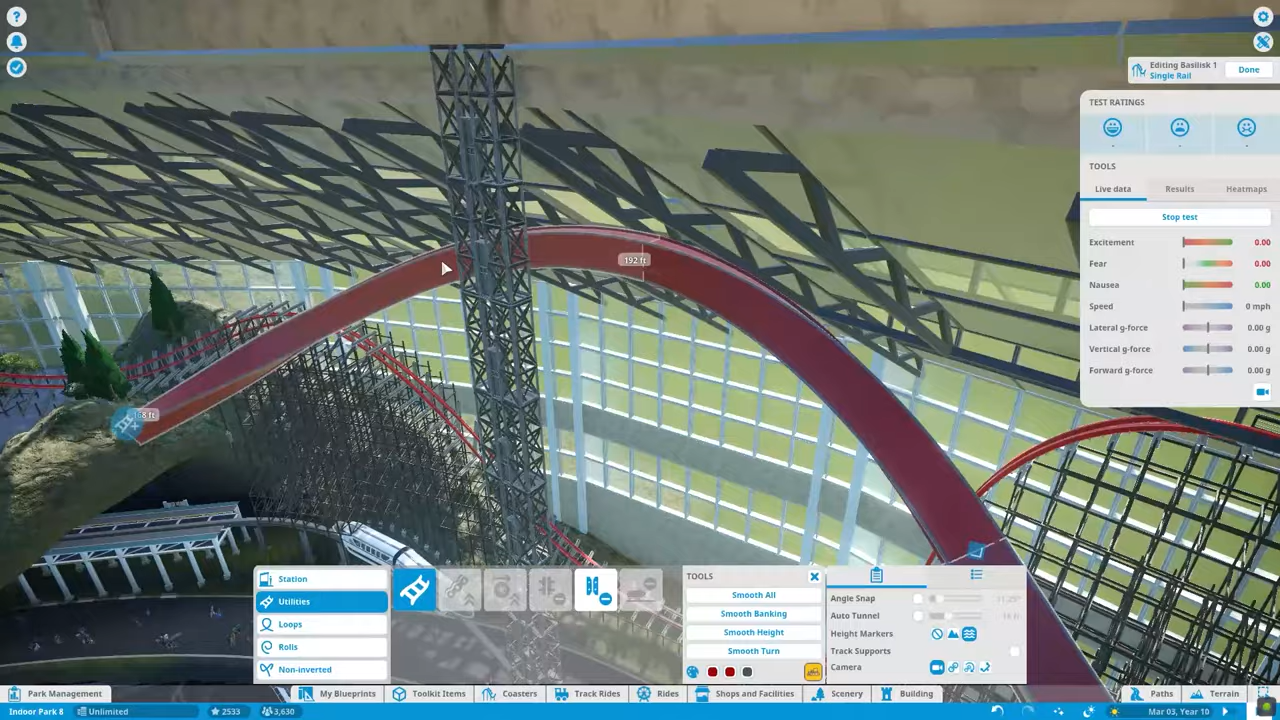 ?
Editing Basilisk 1
Single Rail
Done
TEST RATINGS
- - -
TOOLS
Live data Results Heatmaps
Stop test
Excitement 0.00
Fear 0.00
Nausea 0.00
Speed 0 mph
Lateral g-force 0.00 g
Vertical g-force 0.00 g
Forward g-force 0.00 g
192 ft
Station
Utilities
Loops
Rolls
Non-inverted
TOOLS
Smooth All
Smooth Banking
Smooth Height
Smooth Turn
Angle Snap
Auto Tunnel
Height Markers
Track Supports
Camera
Park Management
My Blueprints
Toolkit Items
Coasters
Track Rides
Rides
Shops and Facilities
Scenery
Building
Paths
Terrain
Indoor Park 8
Unlimited
2533
3,630
Mar 03, Year 10